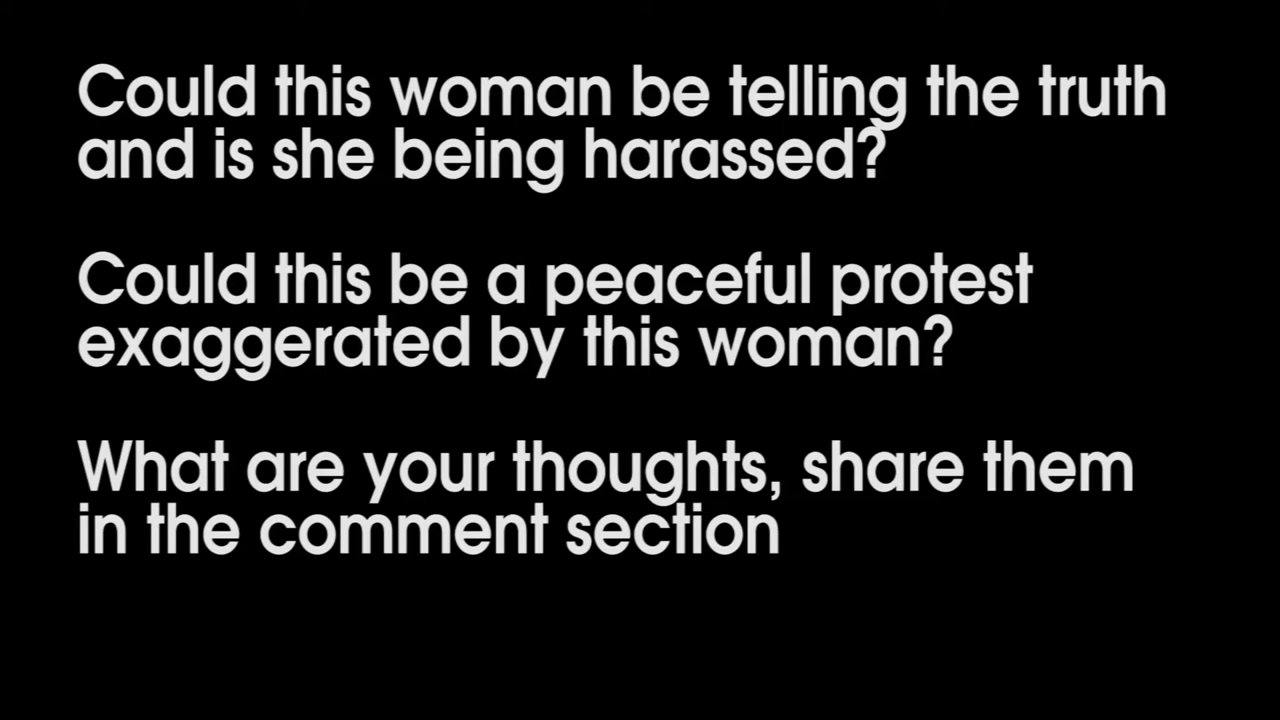 Could this woman be telling the truth
and is she being harassed?
Could this be a peaceful protest
exaggerated by this woman?
What are your thoughts, share them
in the comment section